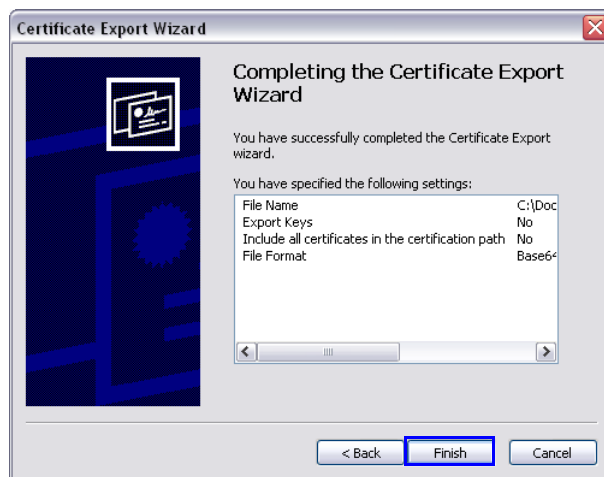 Certificate Export Wizard
Completing the Certificate Export
Wizard
You have successfully completed the Certificate Export
wizard.
You have specified the following settings:
File Name C:\Doc
Export Keys No
Include all certificates in the certification path No
File Format Base64
< Back Finish Cancel